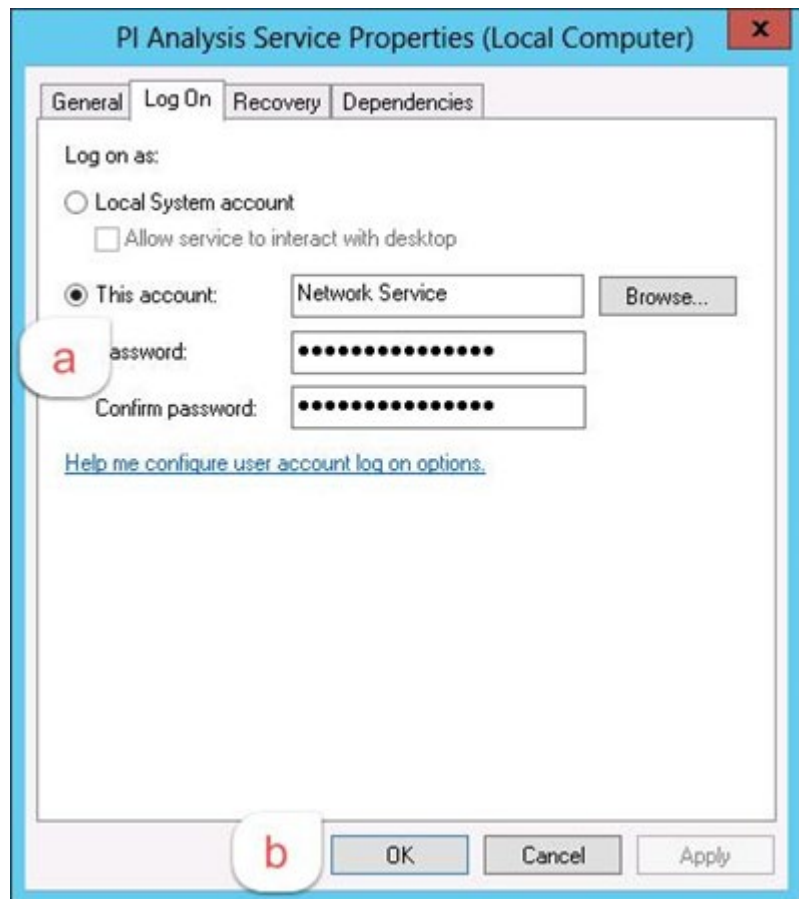 PI Analysis Service Properties (Local Computer)
x
General Log On Recovery Dependencies
Log on as:
Local System account
Allow service to interact with desktop
This account: Network Service Browse...
a assword: •••••••••••••••
Confirm password: •••••••••••••••
Help me configure user account log on options.
b OK Cancel Apply